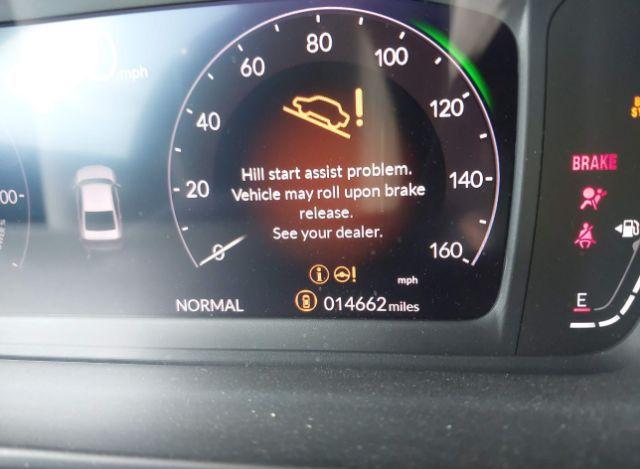 80
100
60
mph
120
40
BRAKE
Hill start assist problem.
Vehicle may roll upon brake
release.
See your dealer.
20
140
0
160
mph
E
NORMAL
014662 miles